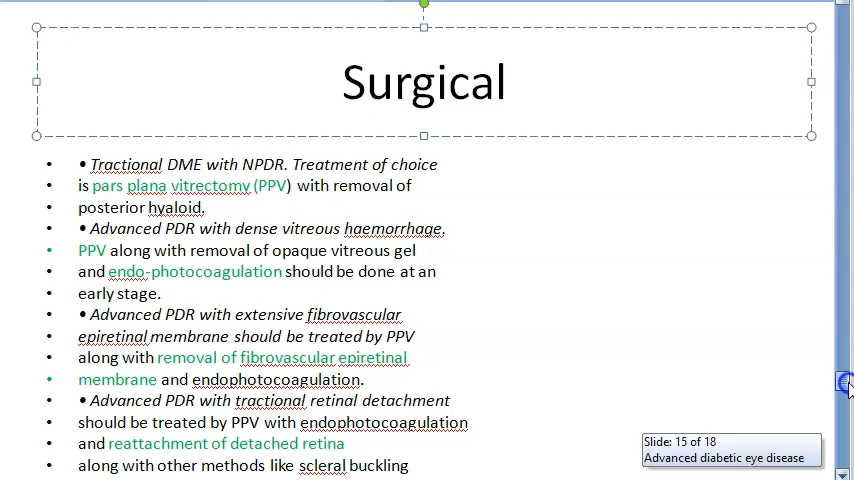 Surgical
• • Tractional DME with NPDR. Treatment of choice
• is pars plana vitrectomy (PPV) with removal of
• posterior hyaloid.
• • Advanced PDR with dense vitreous haemorrhage.
• PPV along with removal of opaque vitreous gel
• and endo-photocoagulation should be done at an
• early stage.
• • Advanced PDR with extensive fibrovascular
• epiretinal membrane should be treated by PPV
• along with removal of fibrovascular epiretinal
• membrane and endophotocoagulation.
• • Advanced PDR with tractional retinal detachment
• should be treated by PPV with endophotocoagulation
• and reattachment of detached retina
• along with other methods like scleral buckling
Slide: 15 of 18
Advanced diabetic eye disease